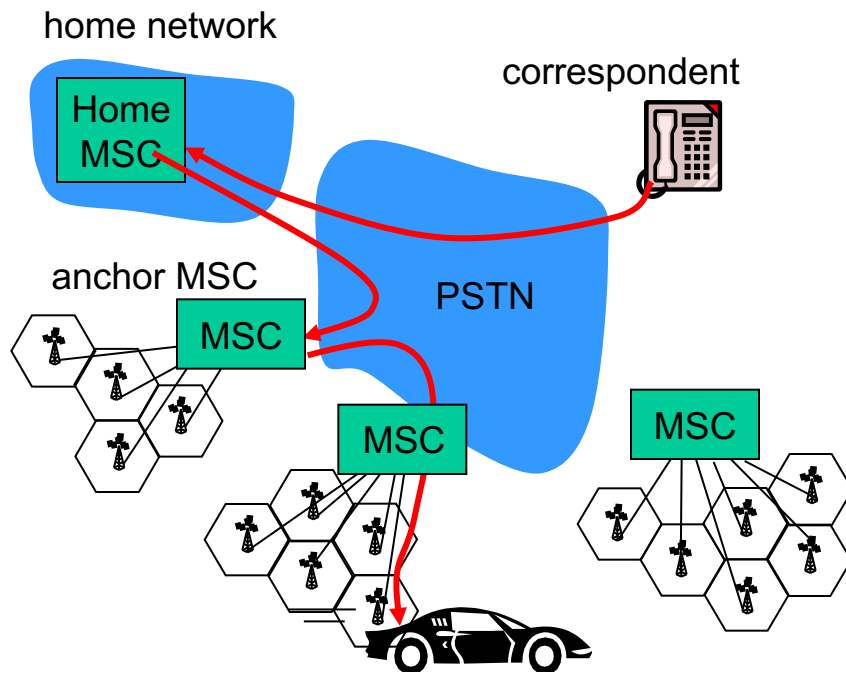 home network
correspondent
Home
MSC
anchor MSC
PSTN
MSC
MSC
MSC